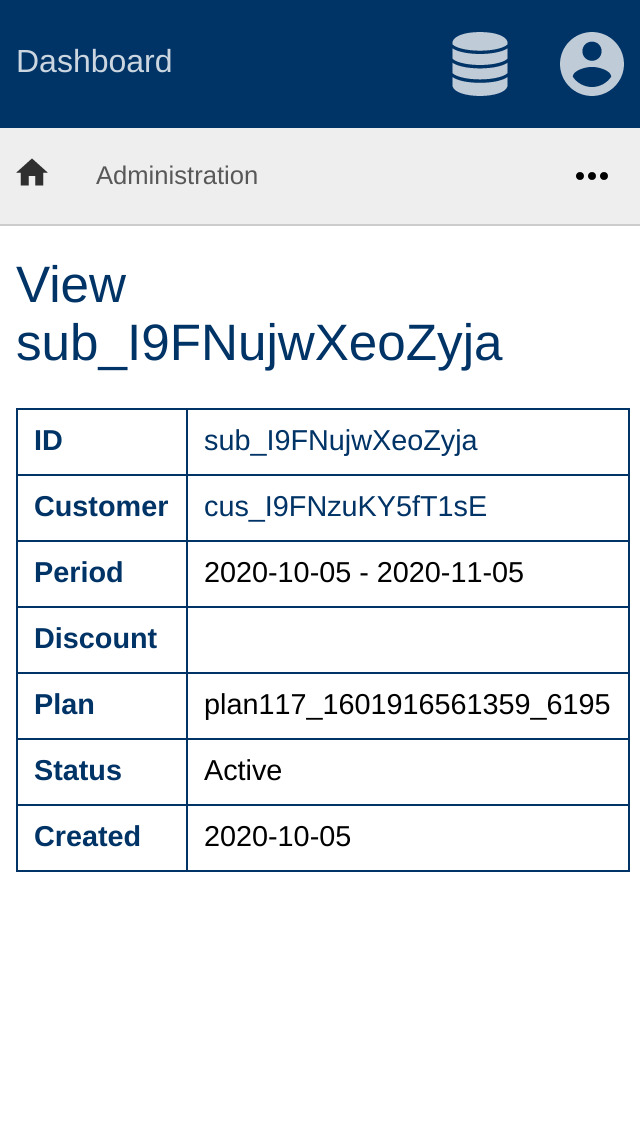 Dashboard
Administration
View
sub_I9FNujwXeoZyja
ID sub_I9FNujwXeoZyja
Customer cus_I9FNzuKY5fT1sE
Period 2020-10-05 - 2020-11-05
Discount
Plan plan117_1601916561359_6195
Status Active
Created 2020-10-05